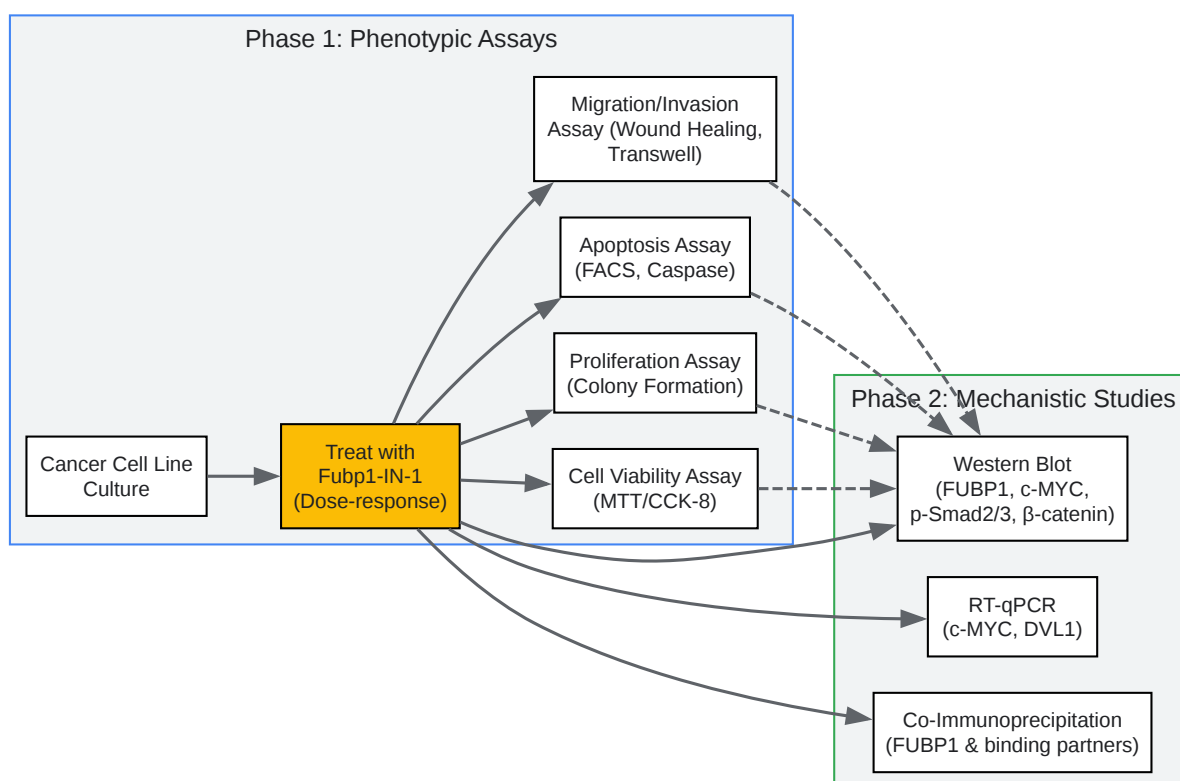 Phase 1: Phenotypic Assays
Migration/Invasion
Assay (Wound Healing,
Transwell)
Apoptosis Assay
(FACS, Caspase)
Proliferation Assay
(Colony Formation)
Cell Viability Assay
(MTT/CCK-8)
Cancer Cell Line
Culture
Treat with
Fubp1-IN-1
(Dose-response)
Phase 2: Mechanistic Studies
Western Blot
(FUBP1, c-MYC,
p-Smad2/3, β-catenin)
RT-qPCR
(c-MYC, DVL1)
Co-Immunoprecipitation
(FUBP1 & binding partners)